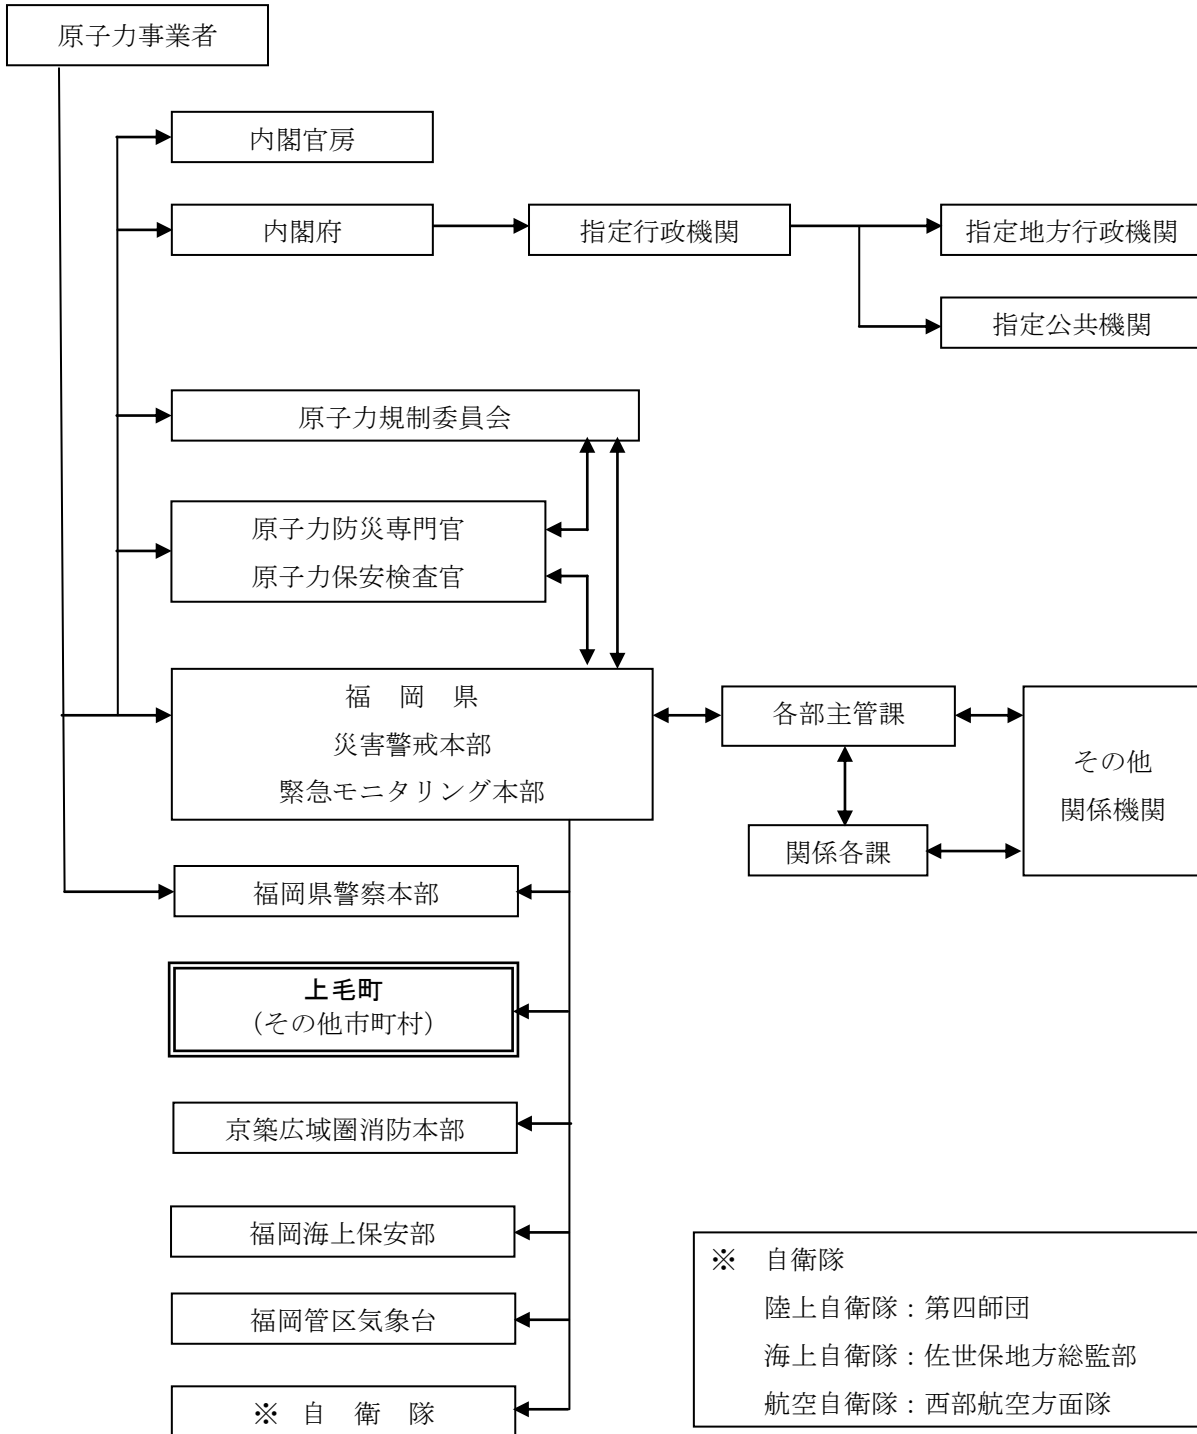 原子力事業者
内閣官房
内閣府
指定行政機関
指定地方行政機関
指定公共機関
原子力規制委員会
原子力防災専門官
原子力保安検査官
福　岡　県
災害警戒本部
緊急モニタリング本部
各部主管課
その他
関係機関
関係各課
福岡県警察本部
上毛町
（その他市町村）
京築広域圏消防本部
福岡海上保安部
福岡管区気象台
※　自　衛　隊
※　自衛隊
陸上自衛隊：第四師団
海上自衛隊：佐世保地方総監部
航空自衛隊：西部航空方面隊